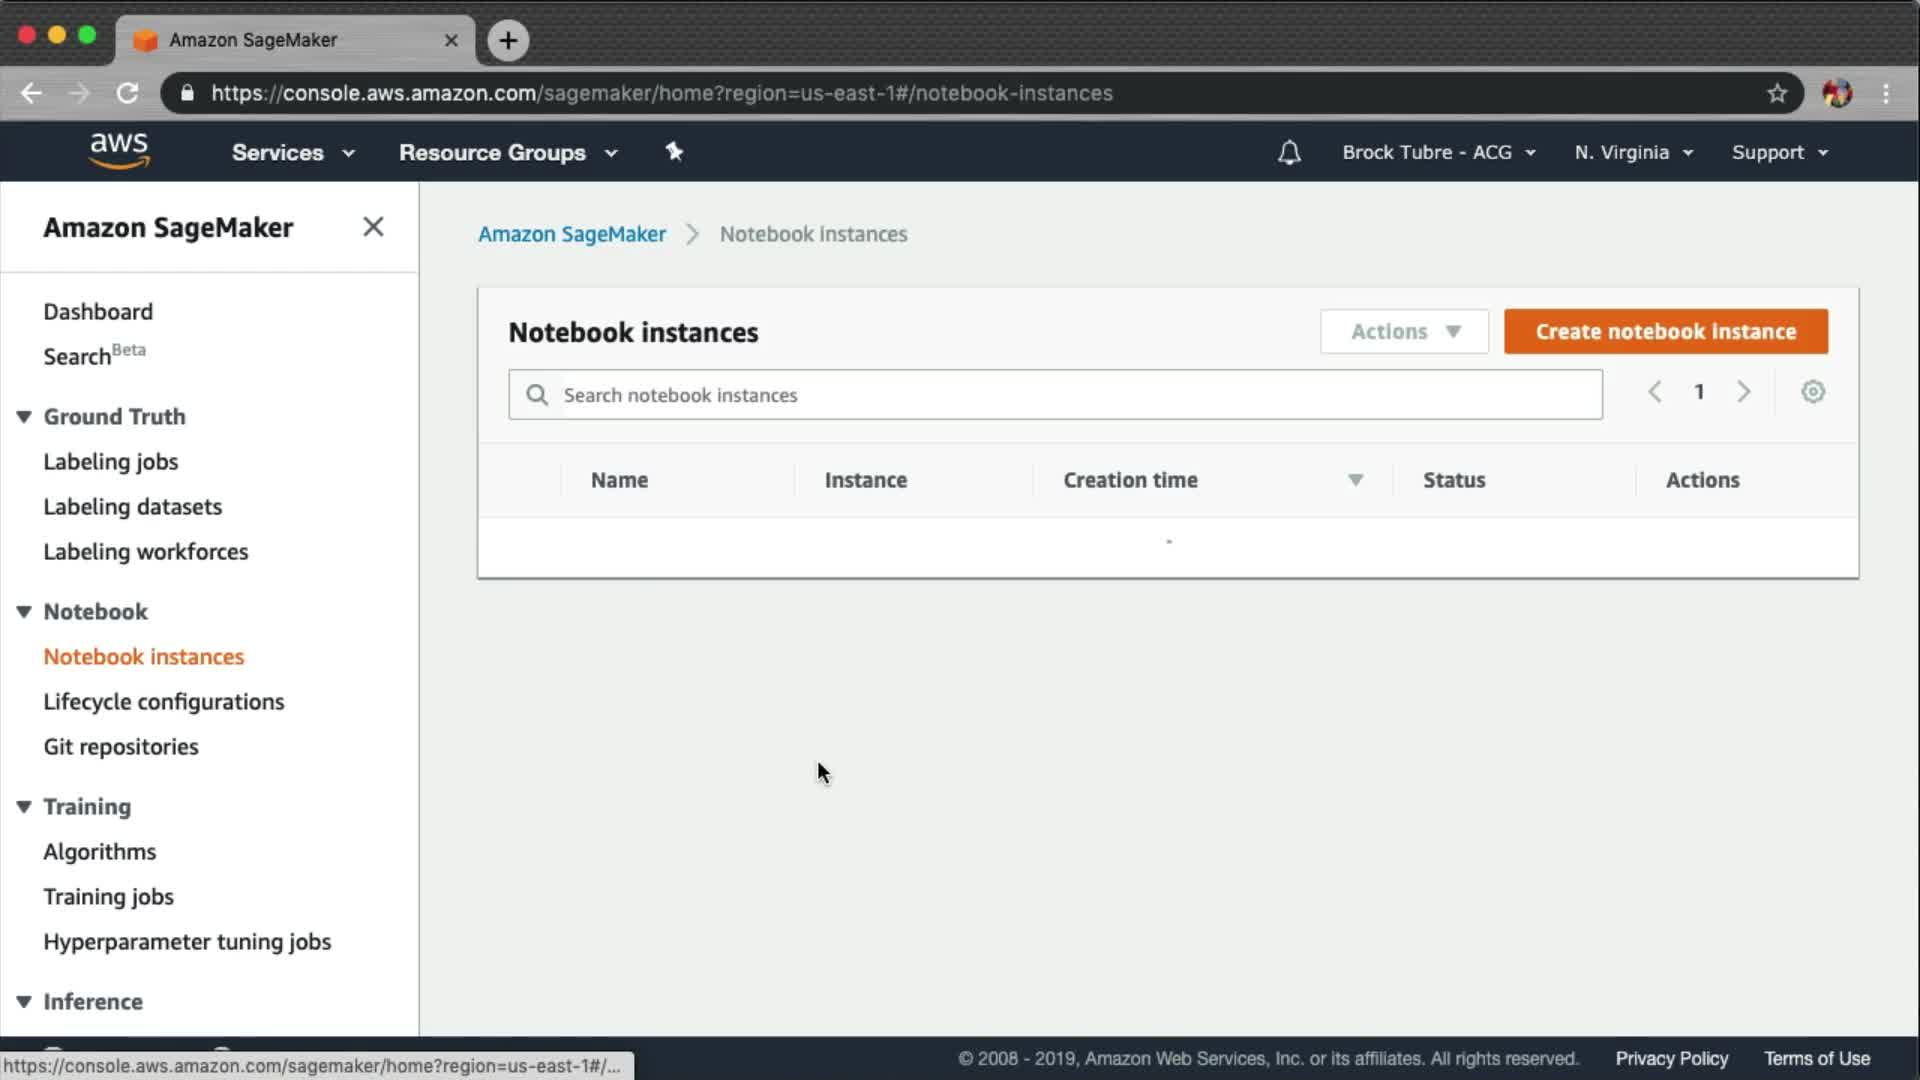 Amazon SageMaker
https://console.aws.amazon.com/sagemaker/home?region=us-east-1#/notebook-instances
aws
Services
Resource Groups
Brock Tubre - ACG
N. Virginia
Support
Amazon SageMaker
Dashboard
Search Beta
Ground Truth
Labeling jobs
Labeling datasets
Labeling workforces
Notebook
Notebook instances
Lifecycle configurations
Git repositories
Training
Algorithms
Training jobs
Hyperparameter tuning jobs
Inference
Amazon SageMaker > Notebook instances
Notebook instances
Actions
Create notebook instance
Search notebook instances
1
Name Instance Creation time Status Actions
-
https://console.aws.amazon.com/sagemaker/home?region=us-east-1#/...
© 2008 - 2019, Amazon Web Services, Inc. or its affiliates. All rights reserved.
Privacy Policy
Terms of Use